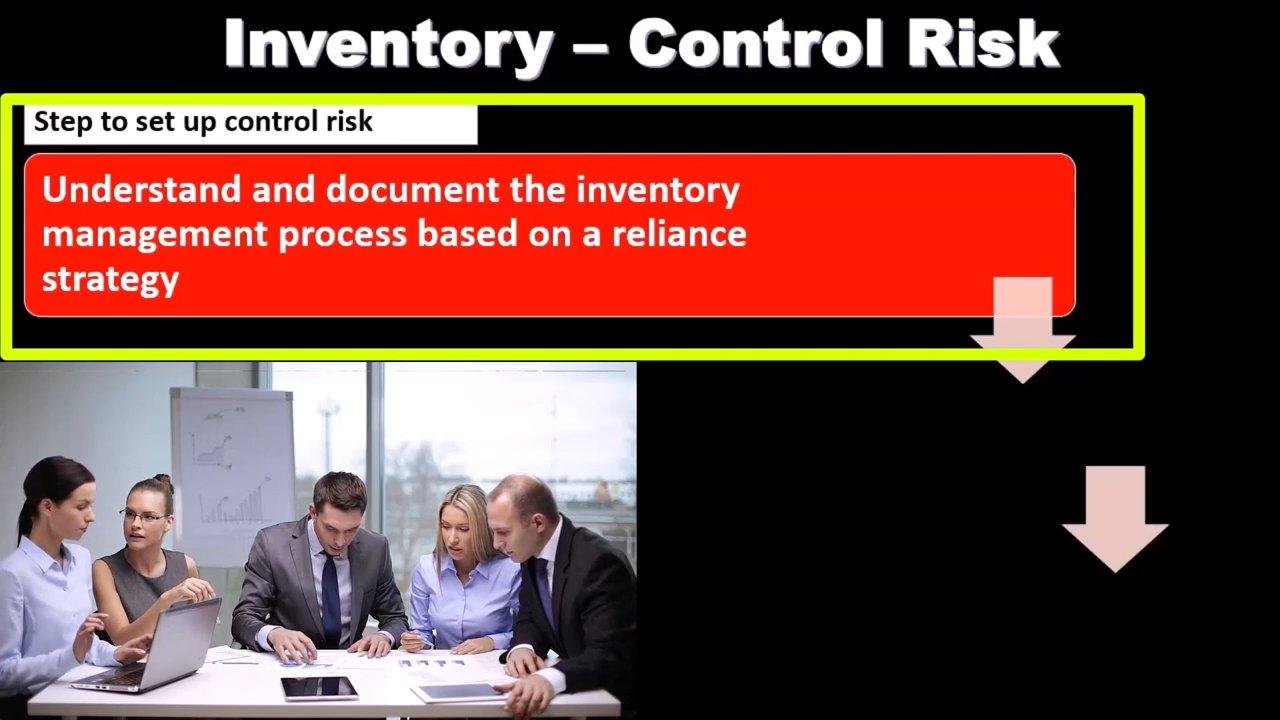 Inventory – Control Risk
Step to set up control risk
Understand and document the inventory
management process based on a reliance
strategy